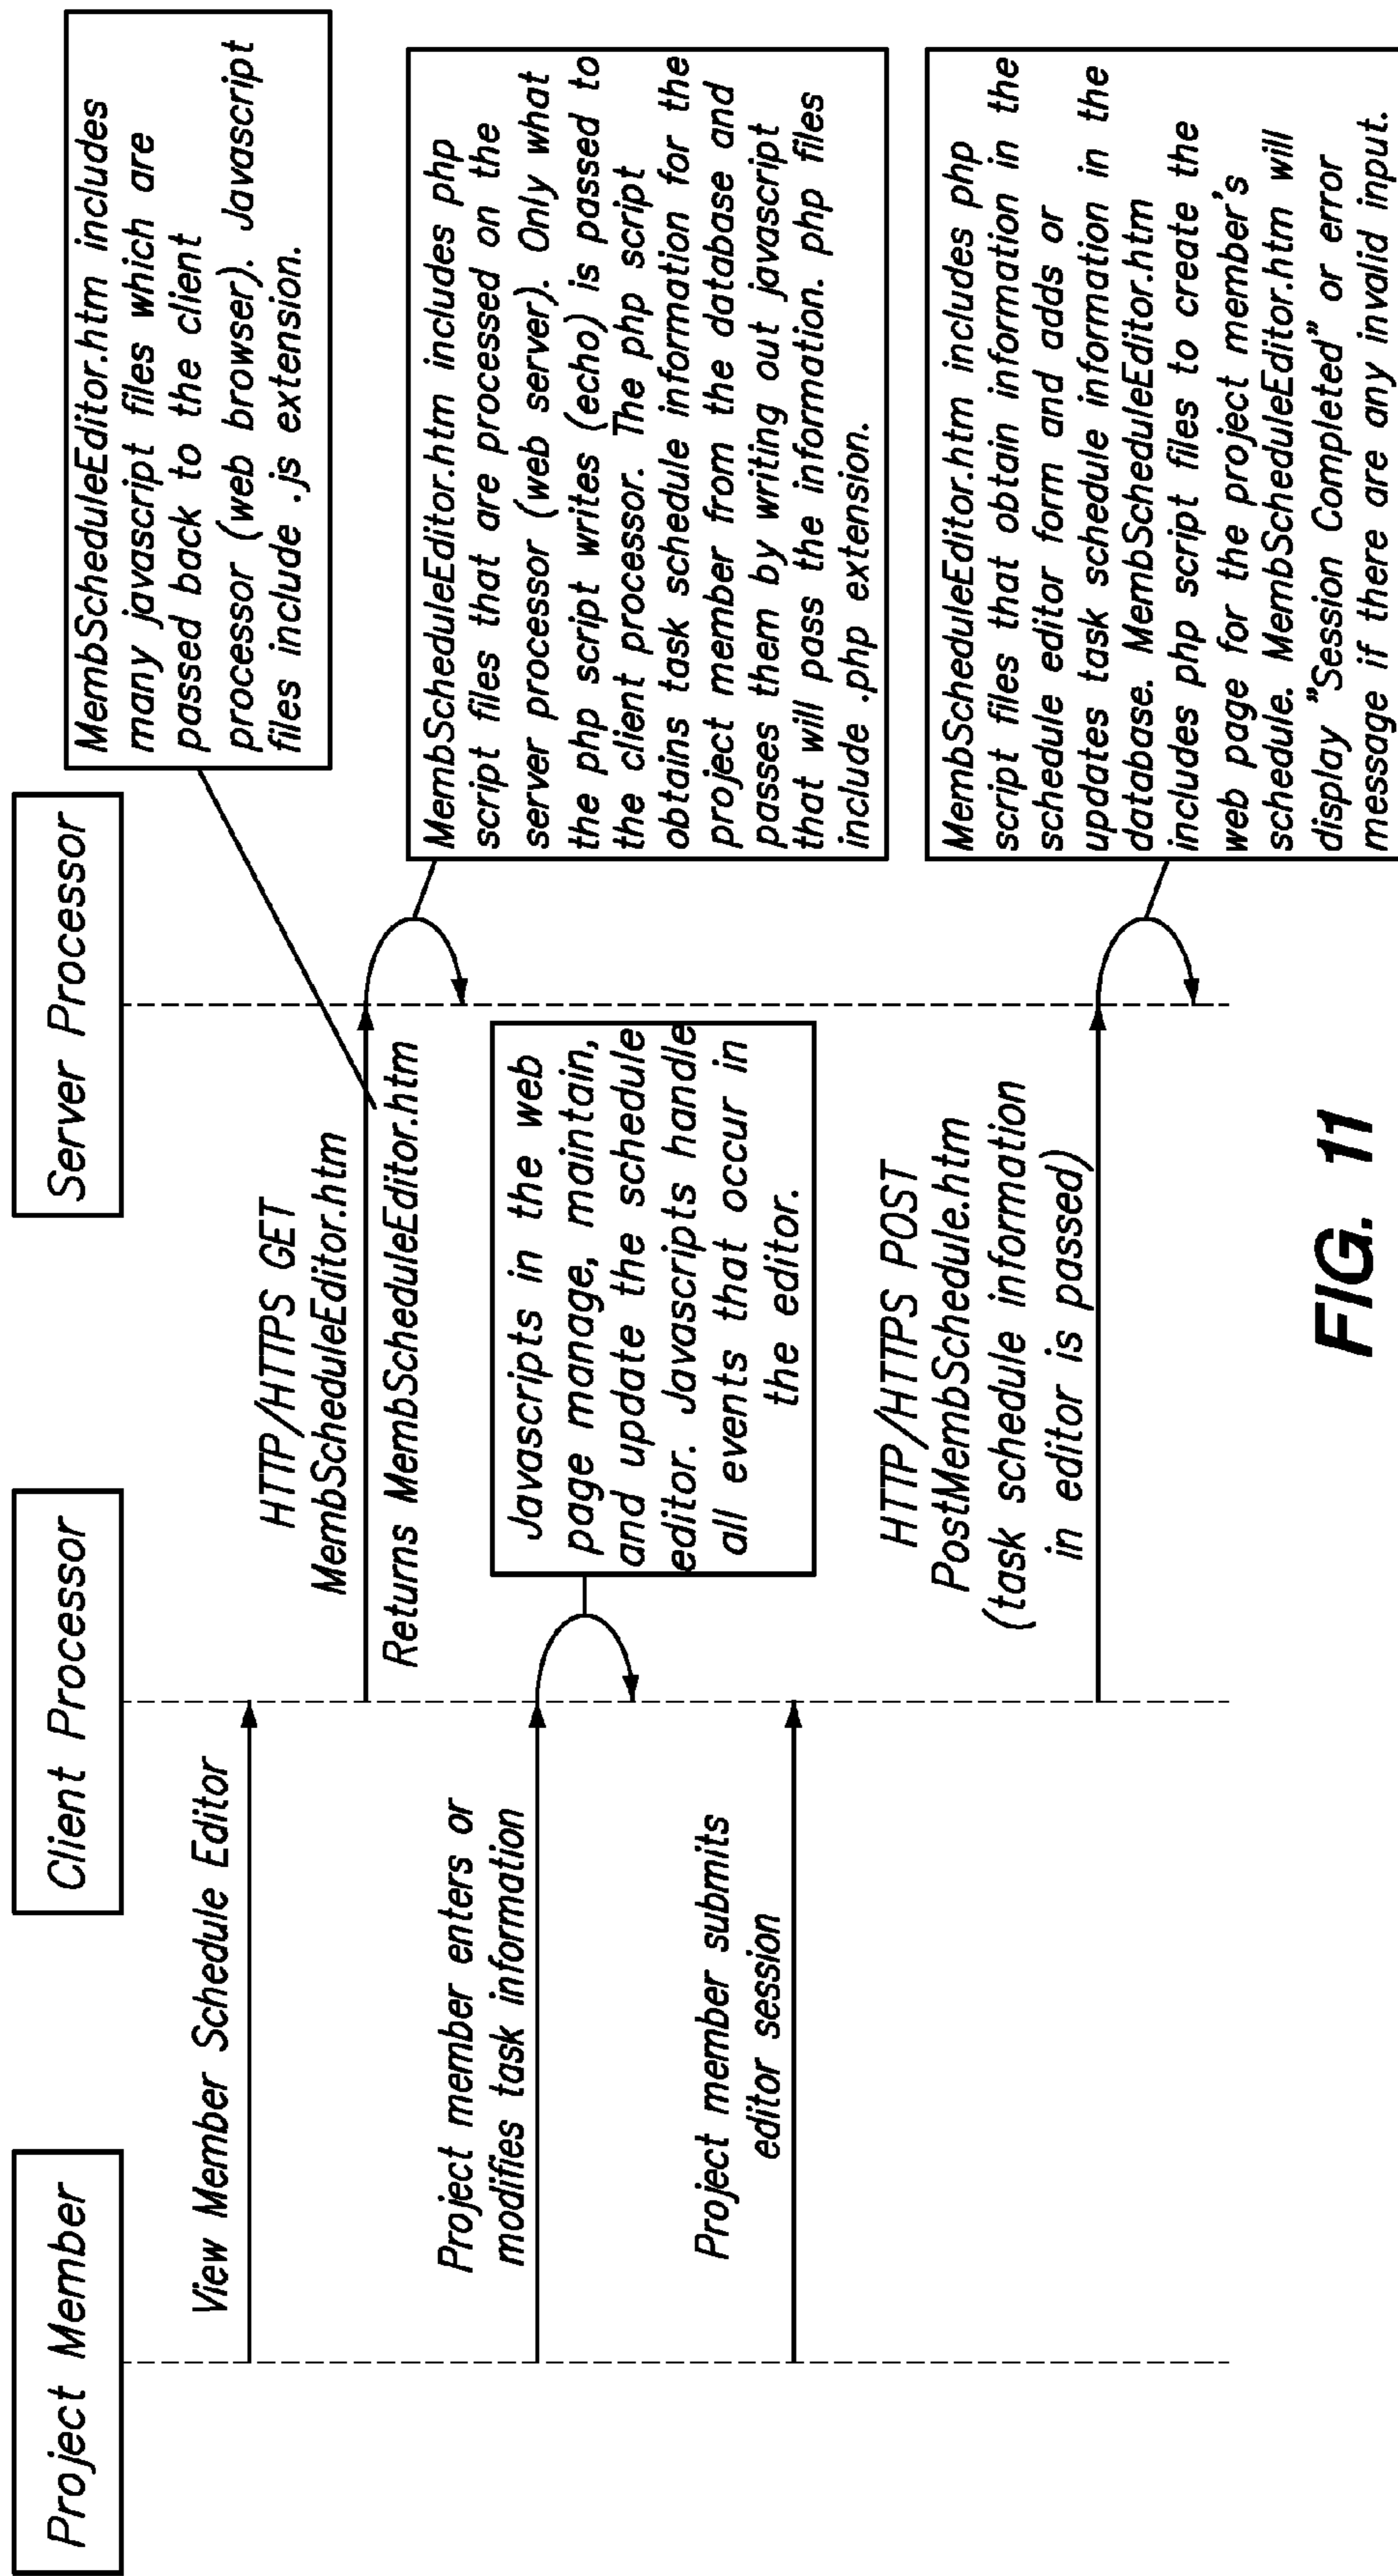 Project Member
Client Processor
Server Processor
View Member Schedule Editor
HTTP/HTTPS GET
MembScheduleEditor.htm
Returns MembScheduleEditor.htm
MembScheduleEditor.htm includes
many javascript files which are
passed back to the client
processor (web browser). Javascript
files include .js extension.
MembScheduleEditor.htm includes php
script files that are processed on the
server processor (web server). Only what
the php script writes (echo) is passed to
the client processor. The php script
obtains task schedule information for the
project member from the database and
passes them by writing out javascript
that will pass the information. php files
include .php extension.
Project member enters or
modifies task information
Javascripts in the web
page manage, maintain,
and update the schedule
editor. Javascripts handle
all events that occur in
the editor.
Project member submits
editor session
HTTP/HTTPS POST
PostMembSchedule.htm
(task schedule information
in editor is passed)
MembScheduleEditor.htm includes php
script files that obtain information in the
schedule editor form and adds or
updates task schedule information in the
database. MembScheduleEditor.htm
includes php script files to create the
web page for the project member's
schedule. MembScheduleEditor.htm will
display "Session Completed" or error
message if there are any invalid input.
FIG. 11